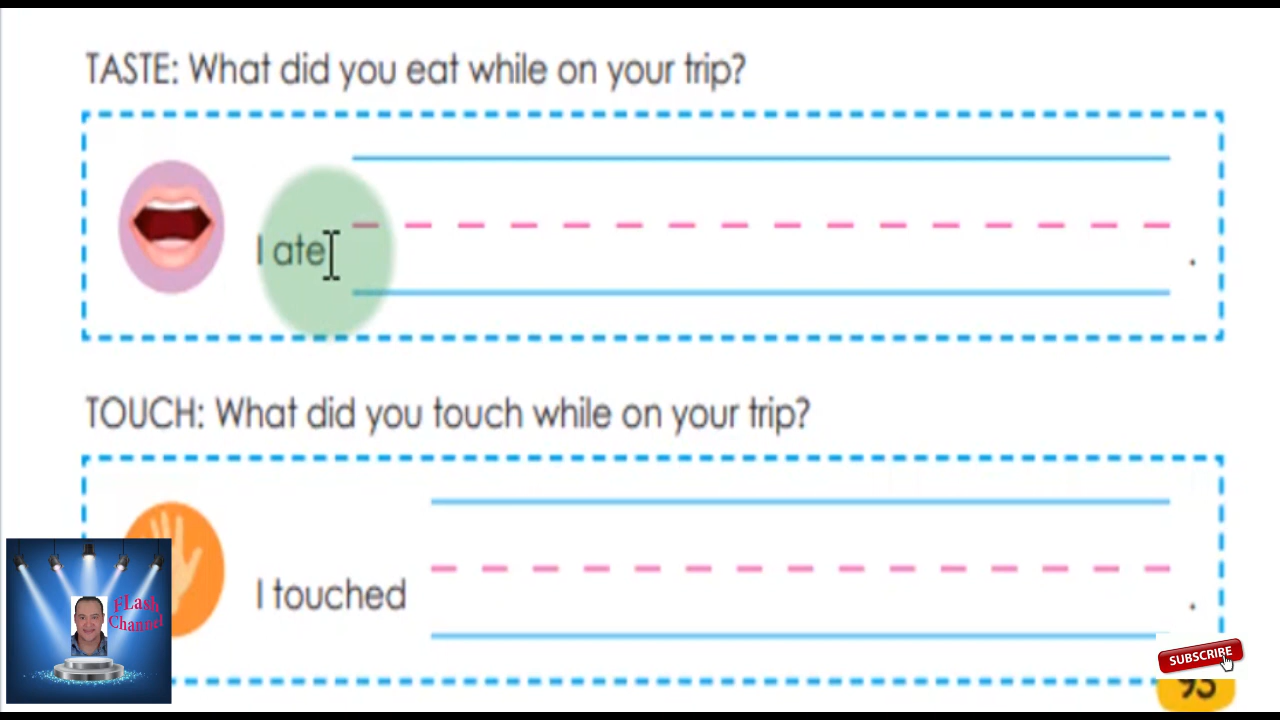 TASTE: What did you eat while on your trip?
I ate
.
TOUCH: What did you touch while on your trip?
I touched
.
FLash
Channel
SUBSCRIBE
93